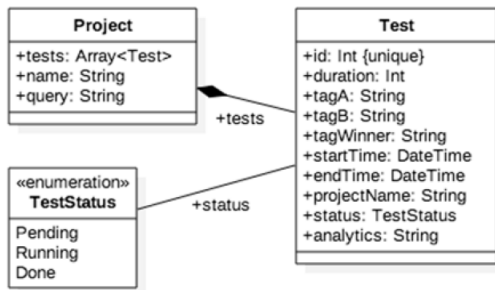 Project
+tests: Array<Test>
+name: String
+query: String
+tests
Test
+id: Int {unique}
+duration: Int
+tagA: String
+tagB: String
+tagWinner: String
+startTime: DateTime
+endTime: DateTime
+projectName: String
+status: TestStatus
+analytics: String
«enumeration»
TestStatus
Pending
Running
Done
+status